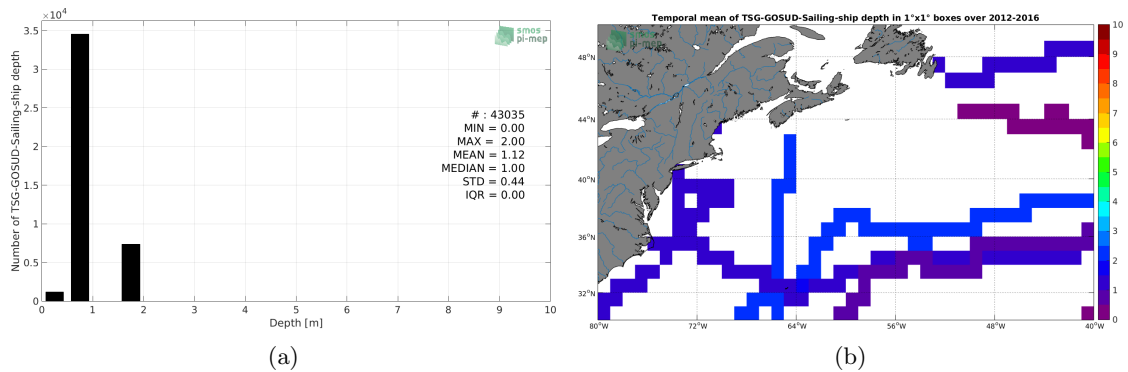 ×10⁴
3.5
3
2.5
2
1.5
1
0.5
0
0 1 2 3 4 5 6 7 8 9 10
Number of TSG-GOSUD-Sailing-ship depth
Depth [m]
smos
pi-mep
# : 43035
MIN = 0.00
MAX = 2.00
MEAN = 1.12
MEDIAN = 1.00
STD = 0.44
IQR = 0.00
(a)
Temporal mean of TSG-GOSUD-Sailing-ship depth in 1°x1° boxes over 2012-2016
smos
pi-mep
48°N
44°N
40°N
36°N
32°N
80°W 72°W 64°W 56°W 48°W 40°W
10
9
8
7
6
5
4
3
2
1
0
(b)